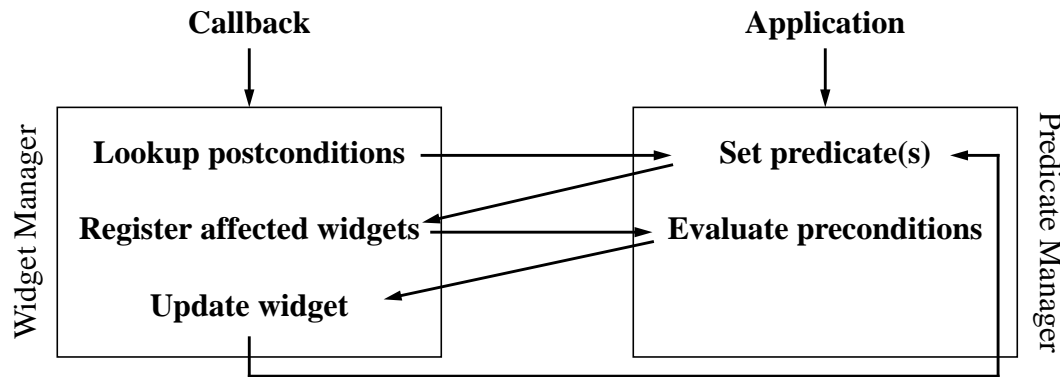 Callback
Application
Widget Manager
Lookup postconditions
Set predicate(s)
Register affected widgets
Evaluate preconditions
Update widget
Predicate Manager